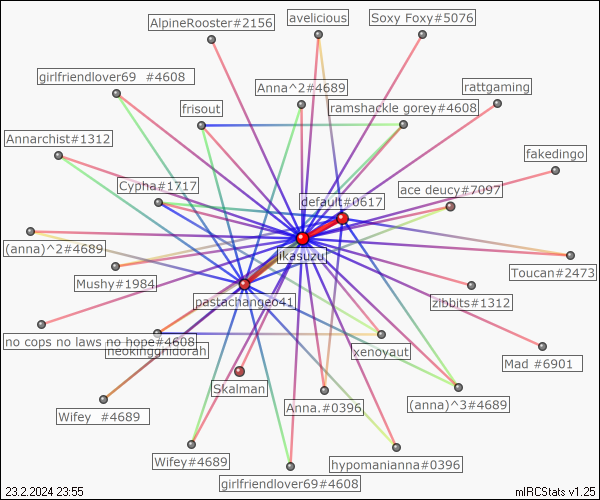 avelicious
Soxy Foxy#5076
AlpineRooster#2156
girlfriendlover69 #4608
Anna^2#4689
rattgaming
frisout
ramshackle gorey#4608
Annarchist#1312
fakedingo
Cypha#1717
ace deucy#7097
default#0617
(anna)^2#4689
ikasuzu
Toucan#2473
Mushy#1984
pastachangeo41
zibbits#1312
no cops no laws no hope#4608
neokingghidorah
xenoyaut
Mad #6901
Skalman
Anna.#0396
(anna)^3#4689
Wifey #4689
Wifey#4689
hypomanianna#0396
girlfriendlover69#4608
23.2.2024 23:55
mIRCStats v1.25